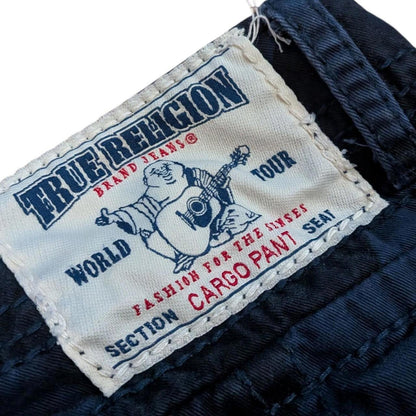 TRUE RELIGION
BRAND JEANS®
WORLD TOUR
FASHION FOR THE SENSES
SECTION CARGO PANT SEAT